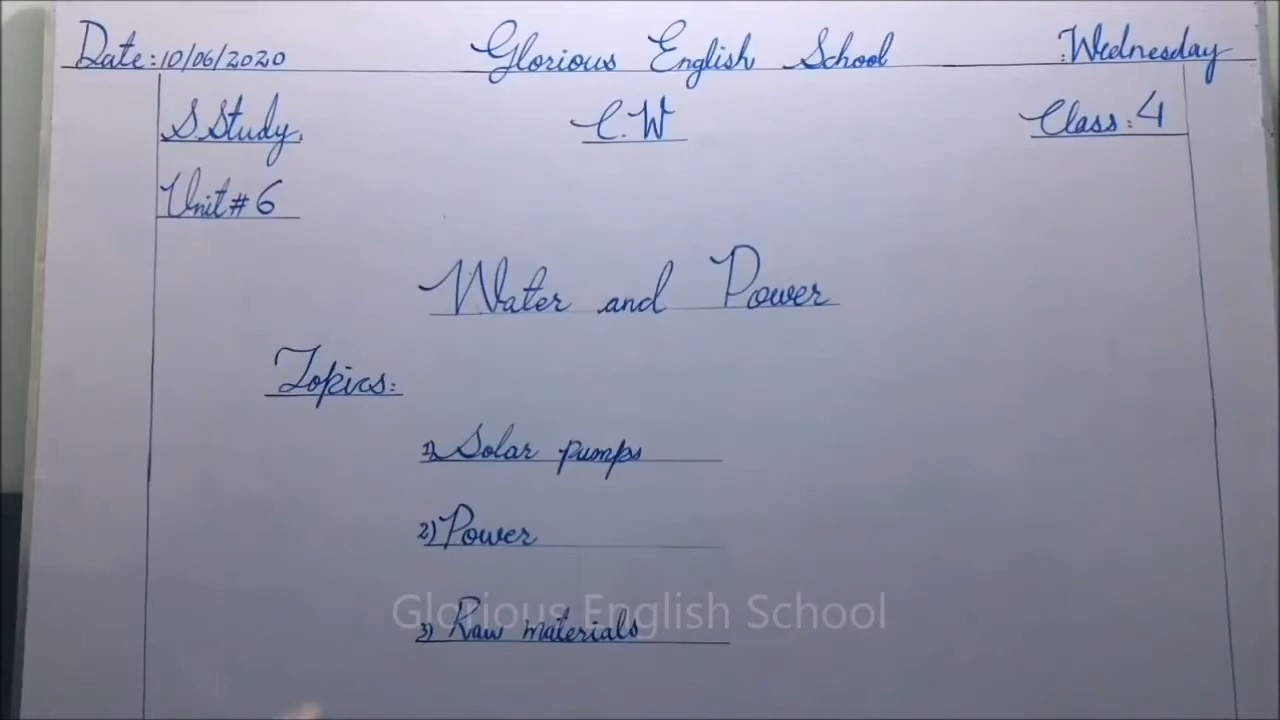 Date: 10/06/2020 Glorious English School :Wednesday
S.Study. C.W Class: 4
Unit # 6
Water and Power
Topics:
1) Solar pumps
2) Power
Glorious English School
3) Raw materials